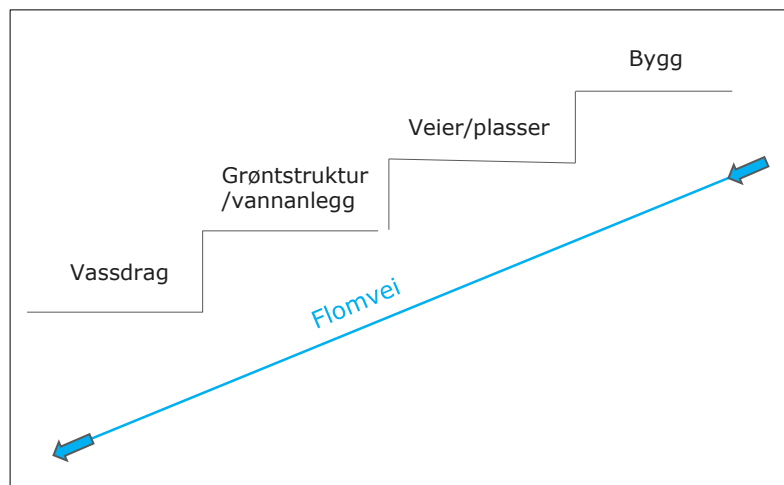 Bygg
Veier/plasser
Grøntstruktur
/vannanlegg
Vassdrag
Flomvei